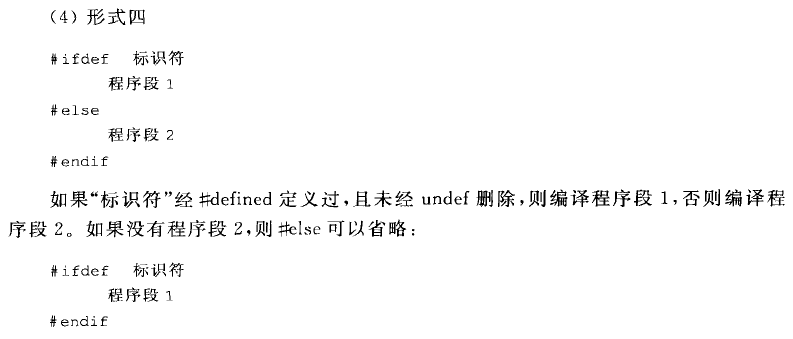 (4) 形式四
#ifdef 标识符
程序段 1
#else
程序段 2
#endif
如果“标识符”经#defined 定义过,且未经 undef 删除,则编译程序段 1,否则编译程
序段 2。如果没有程序段 2,则#else 可以省略:
#ifdef 标识符
程序段 1
#endif